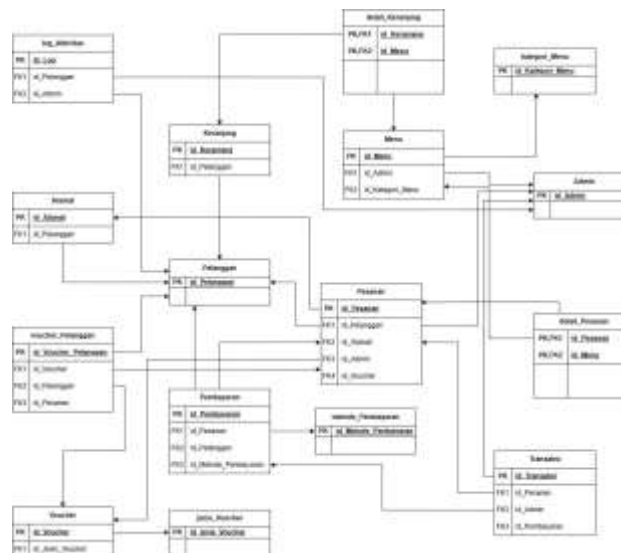 detail_Keranjang
PK,FK1 id_Keranjang
PK,FK2 id_Menu
log_Aktivitas
PK ID_Log
FK1 id_Pelanggan
FK2 id_Admin
kategori_Menu
PK id_Kategori_Menu
Keranjang
PK id_Keranjang
FK1 id_Pelanggan
Menu
PK id_Menu
FK1 id_Admin
FK2 id_Kategori_Menu
Admin
PK id_Admin
Alamat
PK id_Alamat
FK1 id_Pelanggan
Pelanggan
PK id_Pelanggan
Pesanan
PK id_Pesanan
FK1 id_Pelanggan
FK2 id_Alamat
FK3 id_Admin
FK4 id_Voucher
detail_Pesanan
PK,FK1 id_Pesanan
PK,FK2 id_Menu
voucher_Pelanggan
PK id_Voucher_Pelanggan
FK1 id_Voucher
FK2 id_Pelanggan
FK3 id_Pesanan
Pembayaran
PK id_Pembayaran
FK1 id_Pesanan
FK2 id_Pelanggan
FK3 id_Metode_Pembayaran
metode_Pembayaran
PK id_Metode_Pembayaran
Transaksi
PK id_Transaksi
FK1 id_Pesanan
FK2 id_Admin
FK3 id_Pembayaran
Voucher
PK id_Voucher
FK1 id_Jenis_Voucher
jenis_Voucher
PK id_Jenis_Voucher